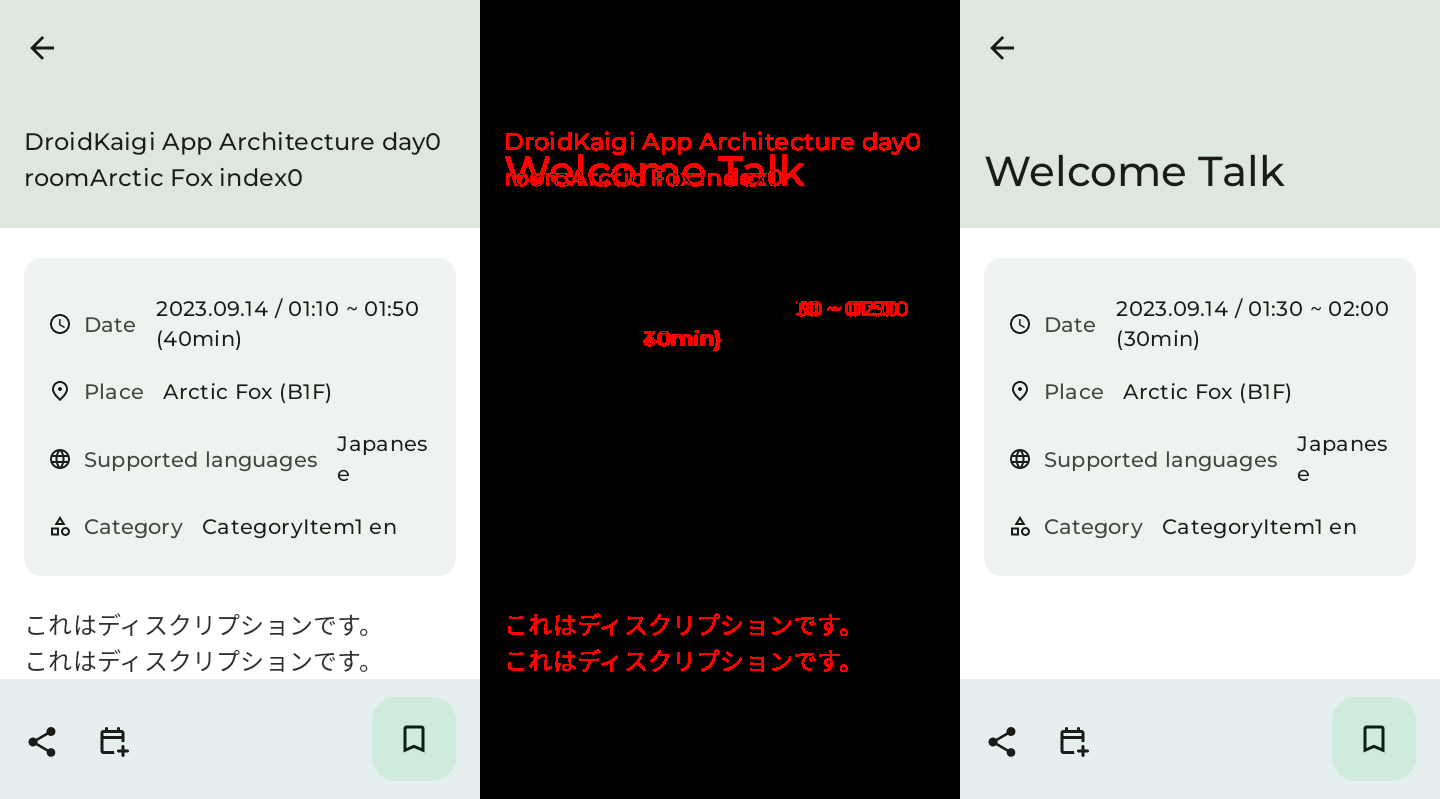 DroidKaigi App Architecture day0
roomArctic Fox index0
Date
2023.09.14 / 01:10 ~ 01:50
(40min)
Place
Arctic Fox (B1F)
Supported languages
Japanes
e
Category
CategoryItem1 en
これはディスクリプションです。
これはディスクリプションです。
DroidKaigi App Architecture day0
Welcome Talk
roomArctic Fox index0
これはディスクリプションです。
これはディスクリプションです。
Welcome Talk
Date
2023.09.14 / 01:30 ~ 02:00
(30min)
Place
Arctic Fox (B1F)
Supported languages
Japanes
e
Category
CategoryItem1 en